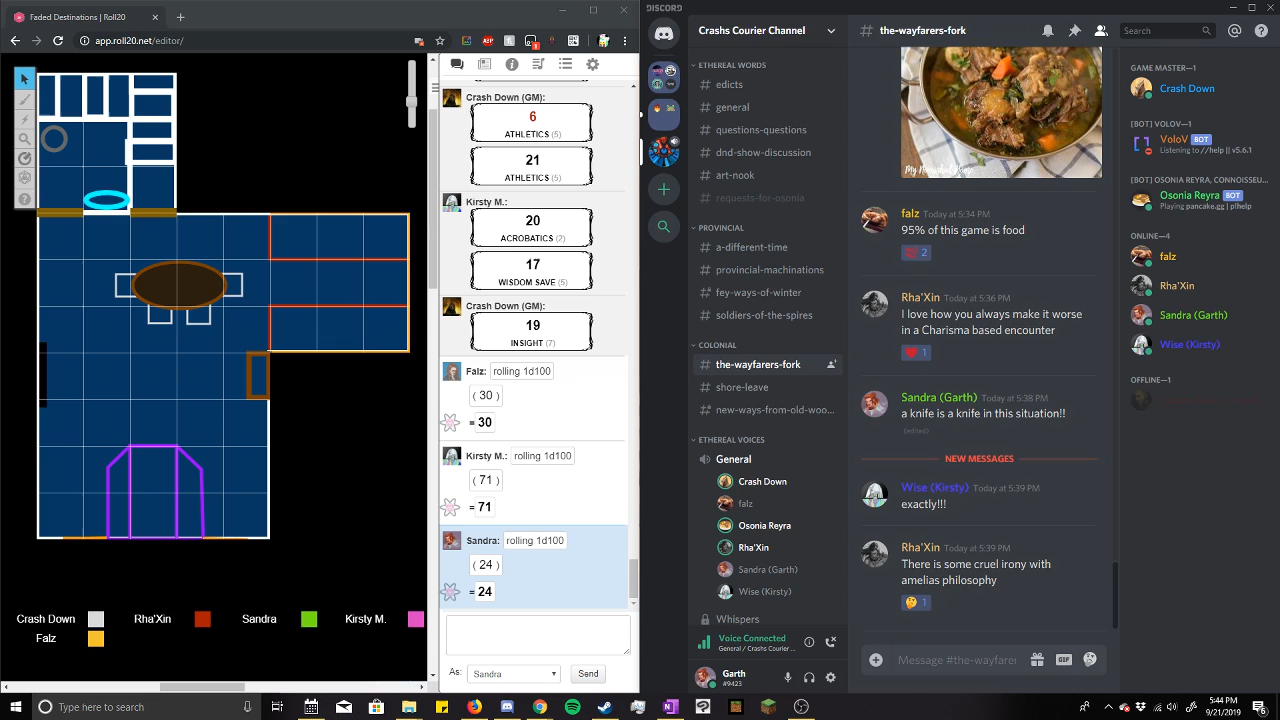 Faded Destinations | Roll20
app.roll20.net/editor/
Crash Down (GM):
6
ATHLETICS (5)
21
ATHLETICS (5)
Kirsty M.:
20
ACROBATICS (2)
17
WISDOM SAVE (5)
Crash Down (GM):
19
INSIGHT (7)
Falz:
rolling 1d100
( 30 )
= 30
Kirsty M.:
rolling 1d100
( 71 )
= 71
Sandra:
rolling 1d100
( 24 )
= 24
As:
Sandra
Send
Crash Down
Rha'Xin
Sandra
Kirsty M.
Falz
DISCORD
Crashs Courier Channel
ETHEREAL WORDS
# edicts
# general
# questions-questions
# dnd-show-discussion
# art-nook
# requests-for-osonia
PROVINCIAL
# a-different-time
# provincial-machinations
# fey-ways-of-winter
# soldiers-of-the-spires
COLONIAL
# the-wayfarers-fork
# shore-leave
# new-ways-from-old-woo...
ETHEREAL VOICES
General
Crash Down
falz
Osonia Reyra
Rha'Xin
Sandra (Garth)
Wise (Kirsty)
Whispers
Voice Connected
General / Crashs Courier ...
Garth
#9423
# the-wayfarers-fork
Search
falz Today at 5:34 PM
95% of this game is food
2
Rha'Xin Today at 5:36 PM
I love how you always make it worse
in a Charisma based encounter
1
Sandra (Garth) Today at 5:38 PM
a knife is a knife in this situation!!
(edited)
NEW MESSAGES
Wise (Kirsty) Today at 5:39 PM
exactly!!!
Rha'Xin Today at 5:39 PM
There is some cruel irony with
amelias philosophy
1
Message #the-wayfarer
GIF
GAME MASTER—1
Crash Down
[BOT] VOLOV—1
VoloV BOT
Listening to //help || v5.6.1
[BOT] OSONIA REYRA, CONNOISSEU...
Osonia Reyra BOT
Playing pancake.gg | p!help
ONLINE—4
falz
Rha'Xin
Sandra (Garth)
Wise (Kirsty)
OFFLINE—1
Type here to search
5:44 PM
9/21/2019